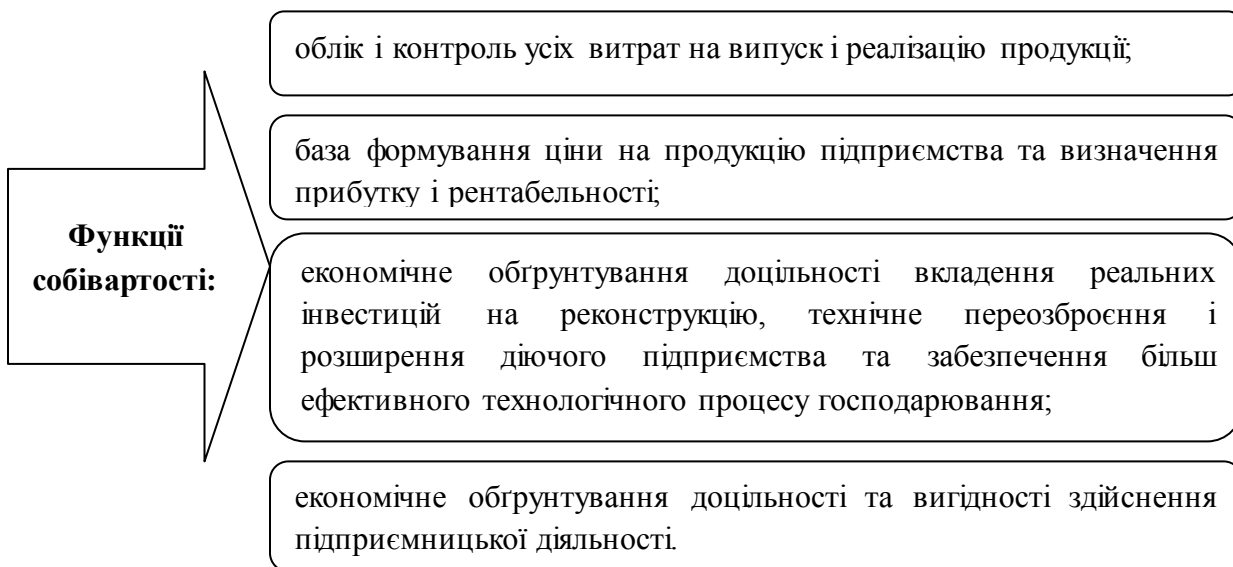 Функції
собівартості:
облік і контроль усіх витрат на випуск і реалізацію продукції;
база формування ціни на продукцію підприємства та визначення
прибутку і рентабельності;
економічне обґрунтування доцільності вкладення реальних
інвестицій на реконструкцію, технічне переозброєння і
розширення діючого підприємства та забезпечення більш
ефективного технологічного процесу господарювання;
економічне обґрунтування доцільності та вигідності здійснення
підприємницької діяльності.